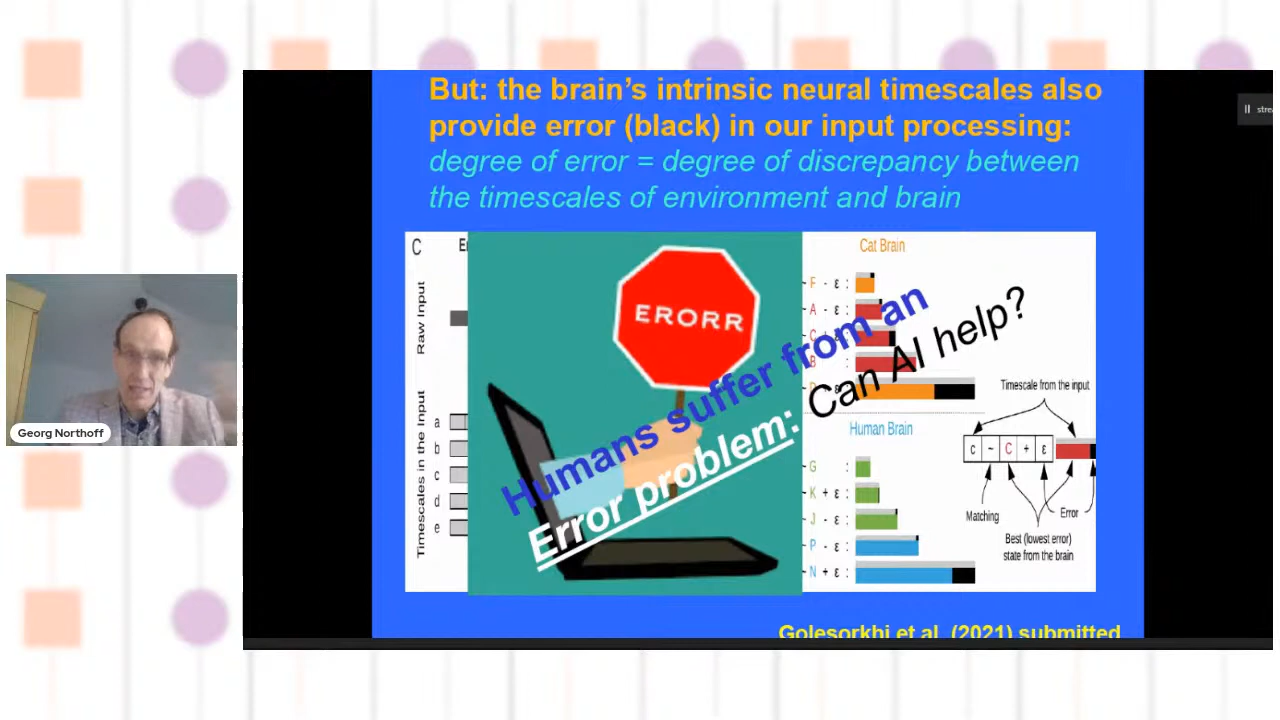 But: the brain's intrinsic neural timescales also
provide error (black) in our input processing:
degree of error = degree of discrepancy between
the timescales of environment and brain
stre
C
Raw Input
Timescales in the Input
a
b
c
d
e
ERORR
Humans suffer from an
Error problem: Can AI help?
Cat Brain
F - ε :
A - ε :
Human Brain
G :
K + ε :
J - ε :
P - ε :
N + ε :
Timescale from the input
c ~ C + ε
Matching
Error
Best (lowest error)
state from the brain
Georg Northoff
Golesorkhi et al. (2021) submitted